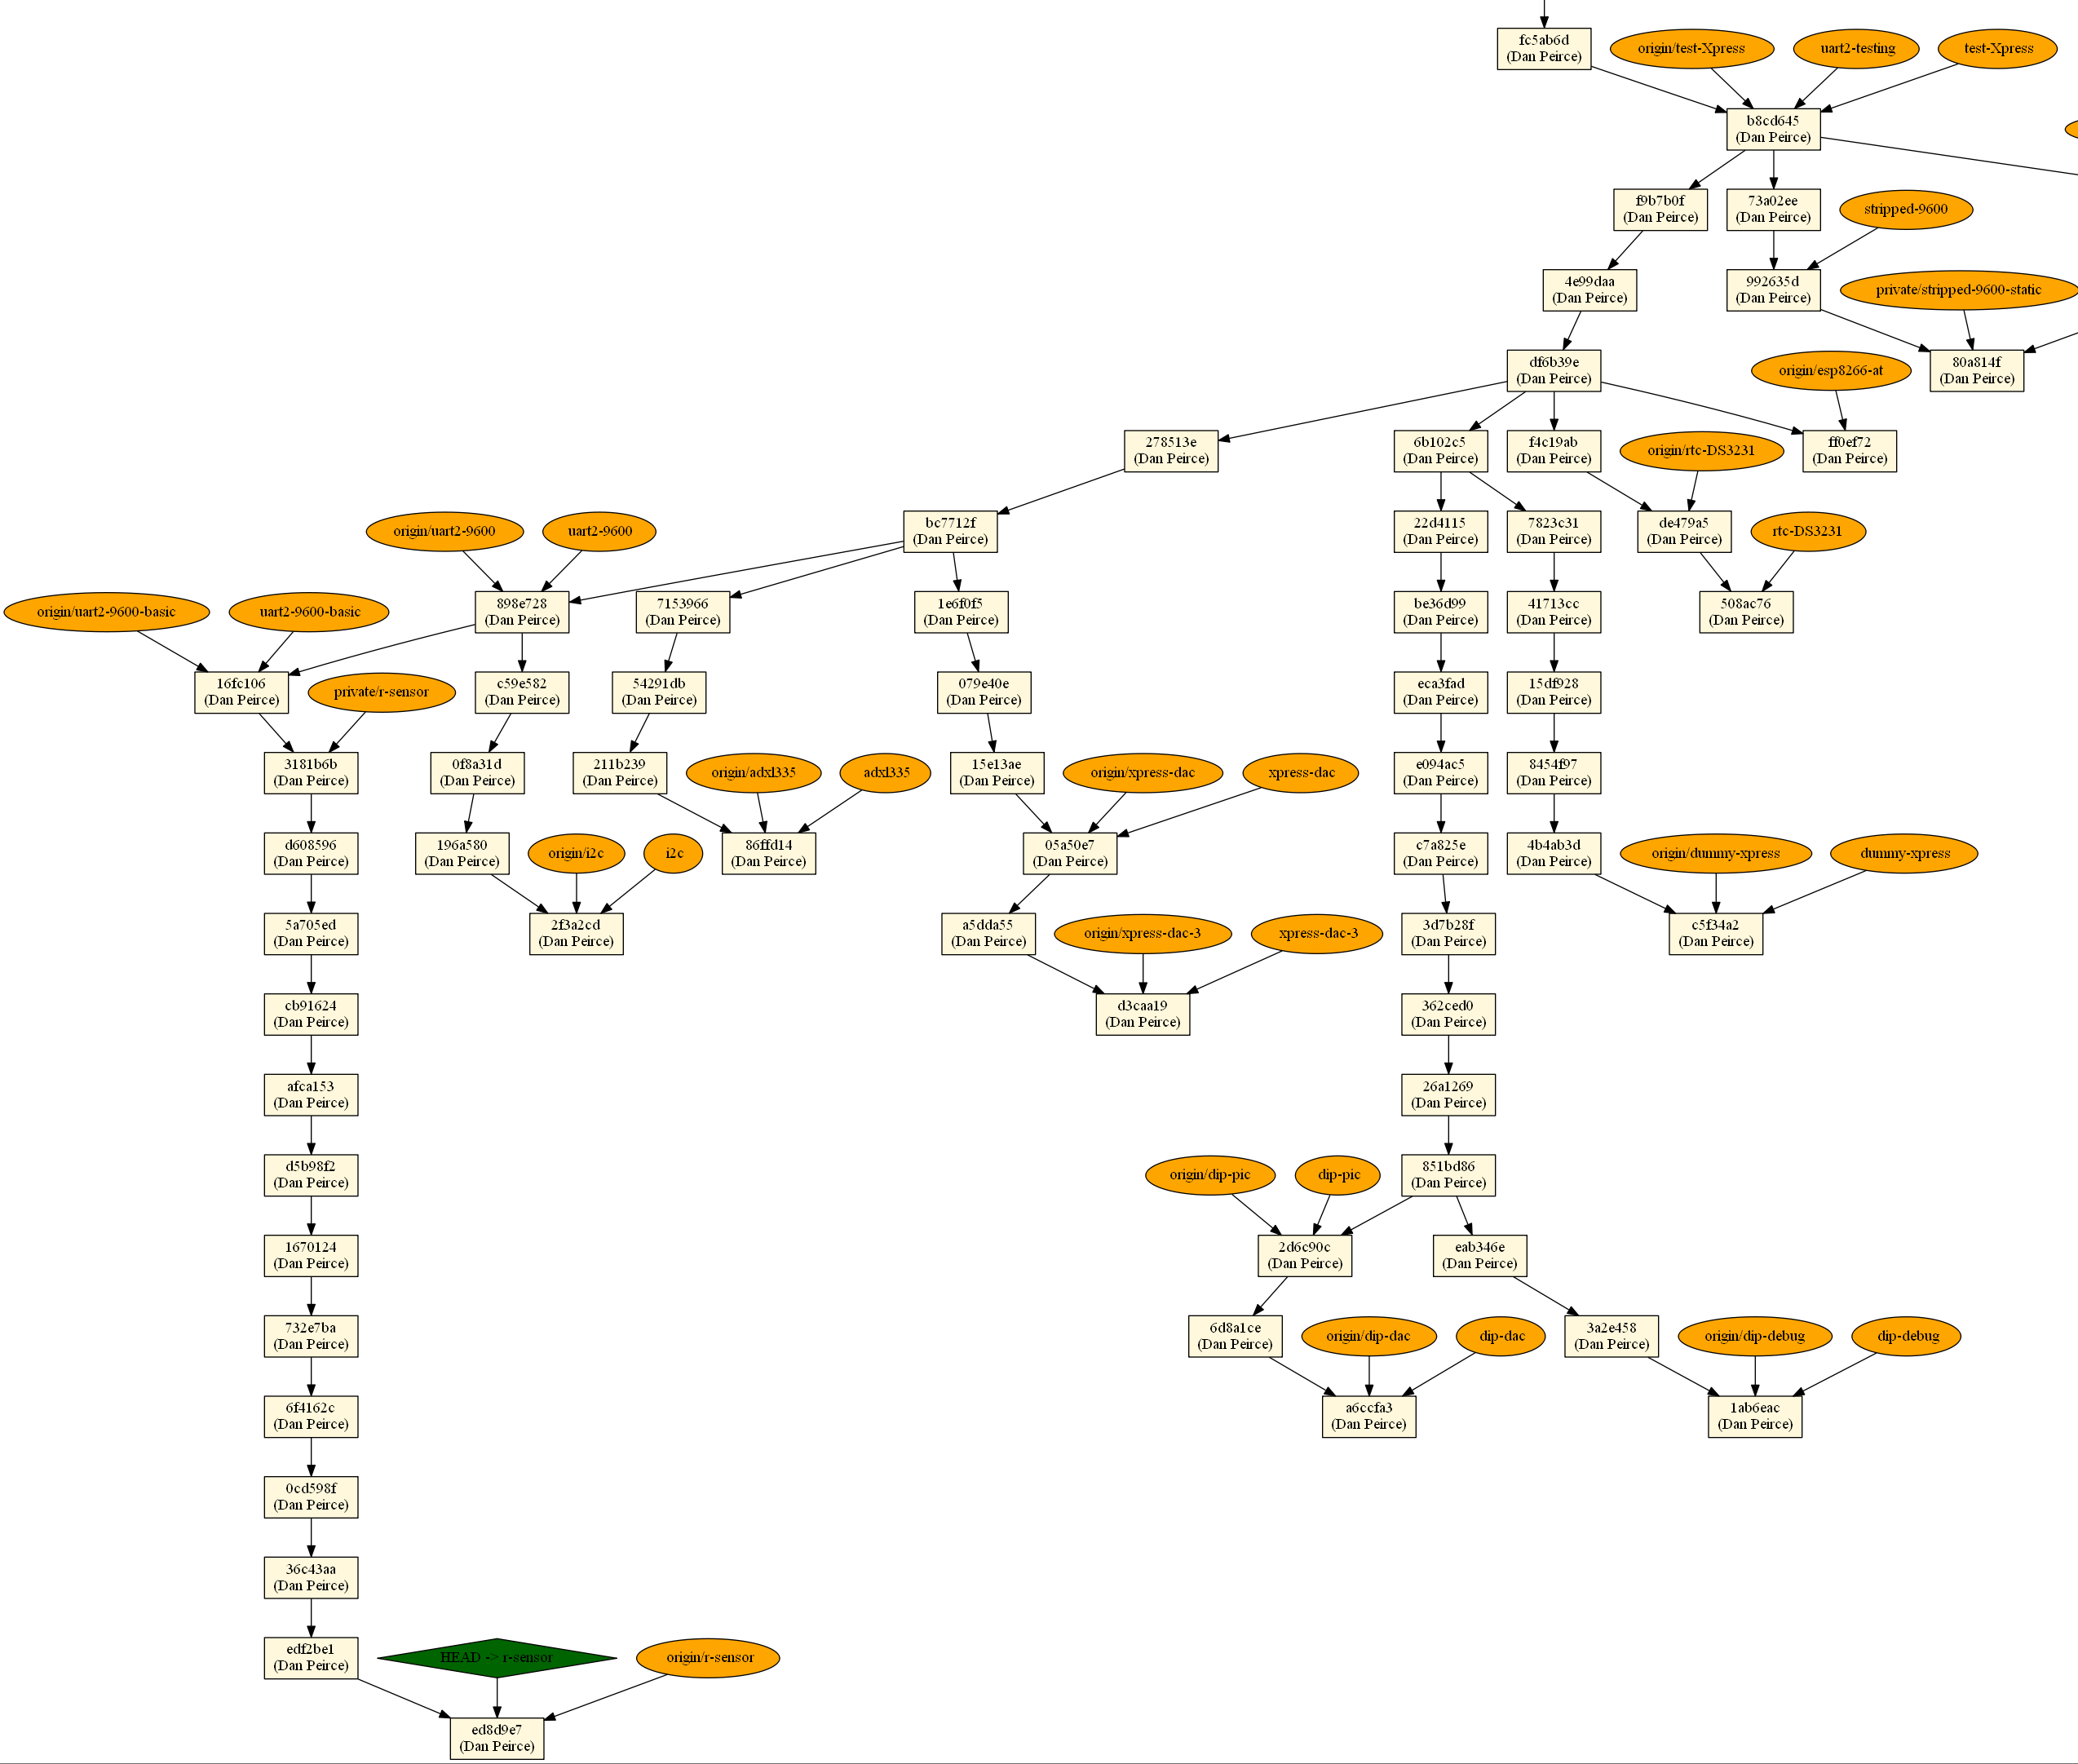 fc5ab6d
(Dan Peirce)
origin/test-Xpress
uart2-testing
test-Xpress
b8cd645
(Dan Peirce)
f9b7b0f
(Dan Peirce)
73a02ee
(Dan Peirce)
stripped-9600
4e99daa
(Dan Peirce)
992635d
(Dan Peirce)
private/stripped-9600-static
df6b39e
(Dan Peirce)
origin/esp8266-at
80a814f
(Dan Peirce)
278513e
(Dan Peirce)
6b102c5
(Dan Peirce)
f4c19ab
(Dan Peirce)
origin/rtc-DS3231
ff0ef72
(Dan Peirce)
origin/uart2-9600
uart2-9600
bc7712f
(Dan Peirce)
22d4115
(Dan Peirce)
7823c31
(Dan Peirce)
de479a5
(Dan Peirce)
rtc-DS3231
origin/uart2-9600-basic
uart2-9600-basic
898e728
(Dan Peirce)
7153966
(Dan Peirce)
1e6f0f5
(Dan Peirce)
be36d99
(Dan Peirce)
41713cc
(Dan Peirce)
508ac76
(Dan Peirce)
16fc106
(Dan Peirce)
private/r-sensor
c59e582
(Dan Peirce)
54291db
(Dan Peirce)
079e40e
(Dan Peirce)
eca3fad
(Dan Peirce)
15df928
(Dan Peirce)
3181b6b
(Dan Peirce)
0f8a31d
(Dan Peirce)
211b239
(Dan Peirce)
origin/adxl335
adxl335
15e13ae
(Dan Peirce)
origin/xpress-dac
xpress-dac
e094ac5
(Dan Peirce)
8454f97
(Dan Peirce)
d608596
(Dan Peirce)
196a580
(Dan Peirce)
origin/i2c
i2c
86ffd14
(Dan Peirce)
05a50e7
(Dan Peirce)
c7a825e
(Dan Peirce)
4b4ab3d
(Dan Peirce)
origin/dummy-xpress
dummy-xpress
5a705ed
(Dan Peirce)
2f3a2cd
(Dan Peirce)
a5dda55
(Dan Peirce)
origin/xpress-dac-3
xpress-dac-3
3d7b28f
(Dan Peirce)
c5f34a2
(Dan Peirce)
cb91624
(Dan Peirce)
d3caa19
(Dan Peirce)
362ced0
(Dan Peirce)
afca153
(Dan Peirce)
26a1269
(Dan Peirce)
d5b98f2
(Dan Peirce)
origin/dip-pic
dip-pic
851bd86
(Dan Peirce)
1670124
(Dan Peirce)
2d6c90c
(Dan Peirce)
eab346e
(Dan Peirce)
732e7ba
(Dan Peirce)
6d8a1ce
(Dan Peirce)
origin/dip-dac
dip-dac
3a2e458
(Dan Peirce)
origin/dip-debug
dip-debug
6f4162c
(Dan Peirce)
a6ccfa3
(Dan Peirce)
1ab6eac
(Dan Peirce)
0cd598f
(Dan Peirce)
36c43aa
(Dan Peirce)
edf2be1
(Dan Peirce)
HEAD -> r-sensor
origin/r-sensor
ed8d9e7
(Dan Peirce)